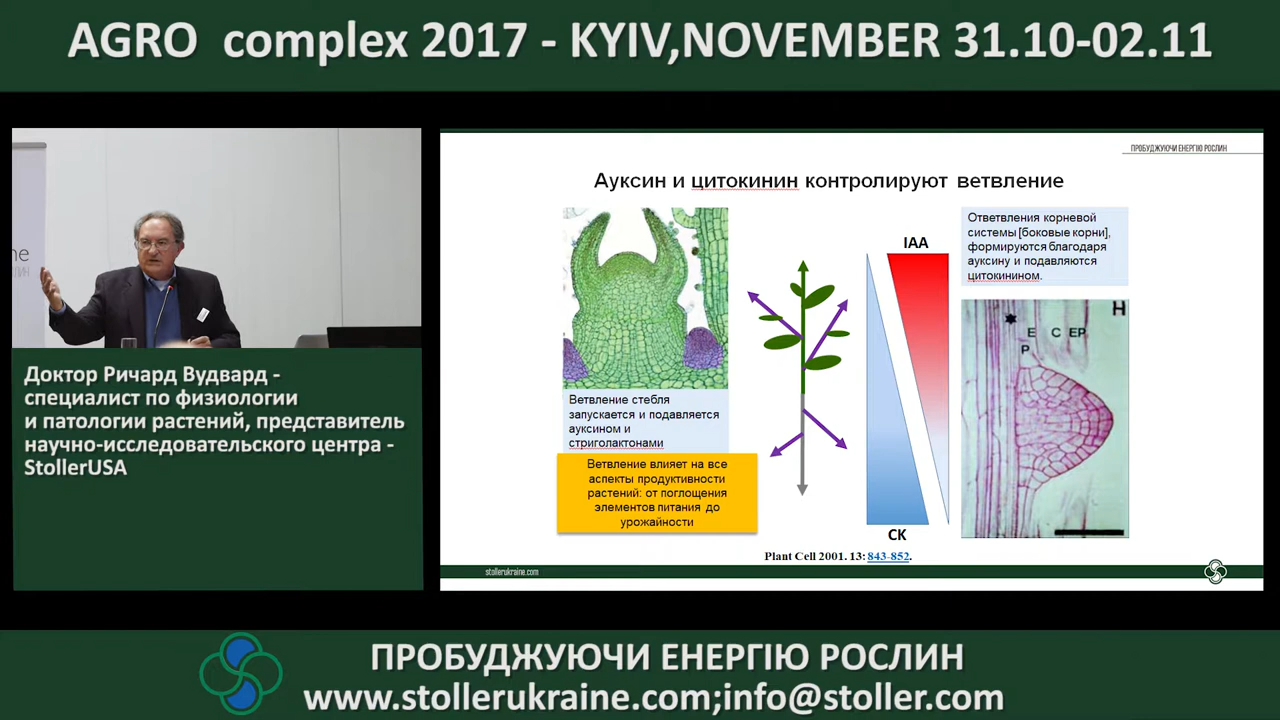 AGRO complex 2017 - KYIV,NOVEMBER 31.10-02.11
ne
Доктор Ричард Вудвард -
специалист по физиологии
и патологии растений, представитель
научно-исследовательского центра -
StollerUSA
ПРОБУДЖУЮЧИ ЕНЕРГІЮ РОСЛИН
Ауксин и цитокинин контролируют ветвление
Ветвление стебля
запускается и подавляется
ауксином и
стриголактонами
Ветвление влияет на все
аспекты продуктивности
растений: от поглощения
элементов питания до
урожайности
IAA
CK
Ответвления корневой
системы [боковые корни],
формируются благодаря
ауксину и подавляются
цитокинином.
H
E C EP
P
Plant Cell 2001. 13: 843-852.
stollerukraine.com
ПРОБУДЖУЮЧИ ЕНЕРГІЮ РОСЛИН
www.stollerukraine.com;info@stoller.com